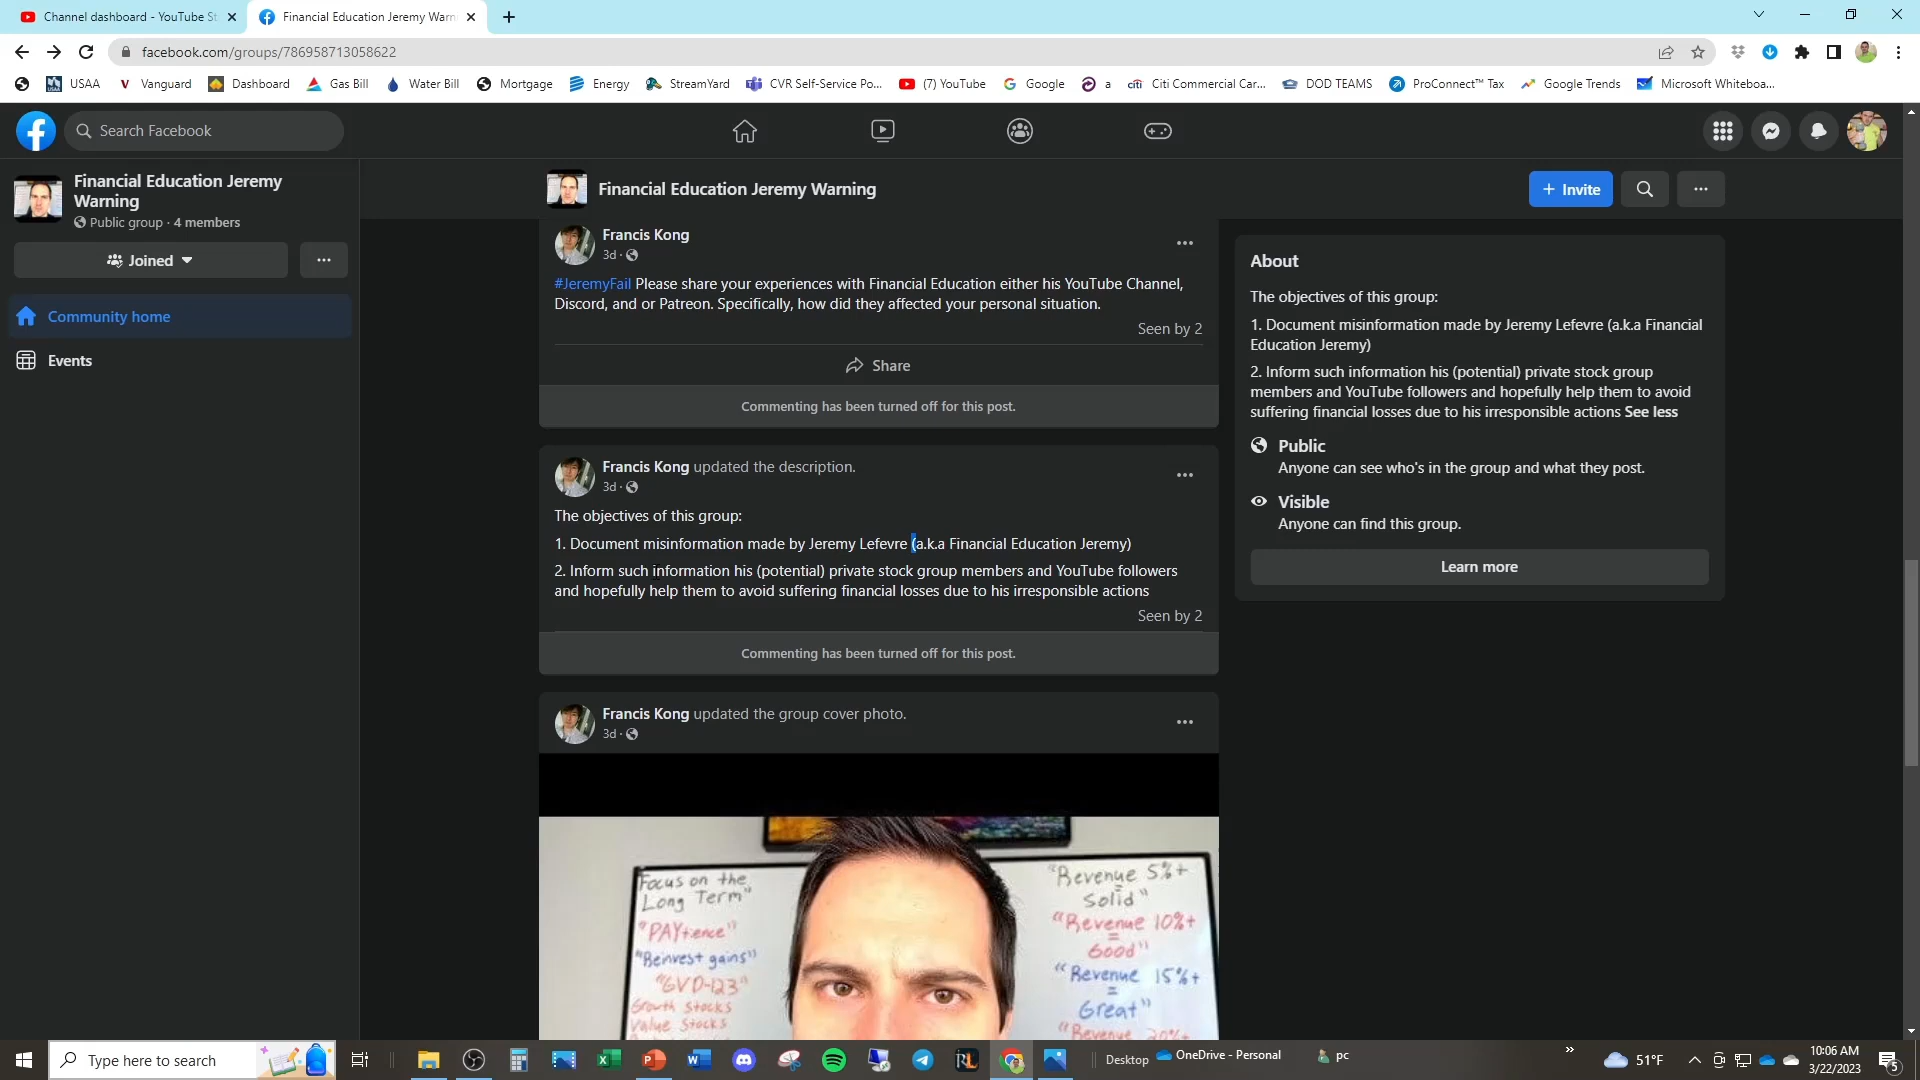 Channel dashboard - YouTube St
Financial Education Jeremy Warn
facebook.com/groups/786958713058622
USAA
Vanguard
Dashboard
Gas Bill
Water Bill
Mortgage
Energy
StreamYard
CVR Self-Service Po...
(7) YouTube
Google
a
Citi Commercial Car...
DOD TEAMS
ProConnect™ Tax
Google Trends
Microsoft Whiteboa...
Search Facebook
Financial Education Jeremy
Warning
Public group · 4 members
Joined
Community home
Events
Financial Education Jeremy Warning
+ Invite
Francis Kong
3d ·
#JeremyFail Please share your experiences with Financial Education either his YouTube Channel,
Discord, and or Patreon. Specifically, how did they affected your personal situation.
Seen by 2
Share
Commenting has been turned off for this post.
Francis Kong updated the description.
3d ·
The objectives of this group:
1. Document misinformation made by Jeremy Lefevre (a.k.a Financial Education Jeremy)
2. Inform such information his (potential) private stock group members and YouTube followers
and hopefully help them to avoid suffering financial losses due to his irresponsible actions
Seen by 2
Commenting has been turned off for this post.
Francis Kong updated the group cover photo.
3d ·
Focus on the
Long Term"
"PAYtience"
"Reinvest gains"
"GVD-123"
Growth Stocks
Value Stocks
"Revenue 5%+
=
Solid"
"Revenue 10%+
=
Good"
"Revenue 15%+
=
Great"
"Revenue 20%+
About
The objectives of this group:
1. Document misinformation made by Jeremy Lefevre (a.k.a Financial
Education Jeremy)
2. Inform such information his (potential) private stock group
members and YouTube followers and hopefully help them to avoid
suffering financial losses due to his irresponsible actions See less
Public
Anyone can see who's in the group and what they post.
Visible
Anyone can find this group.
Learn more
Type here to search
Desktop
OneDrive - Personal
pc
51°F
10:06 AM
3/22/2023
5